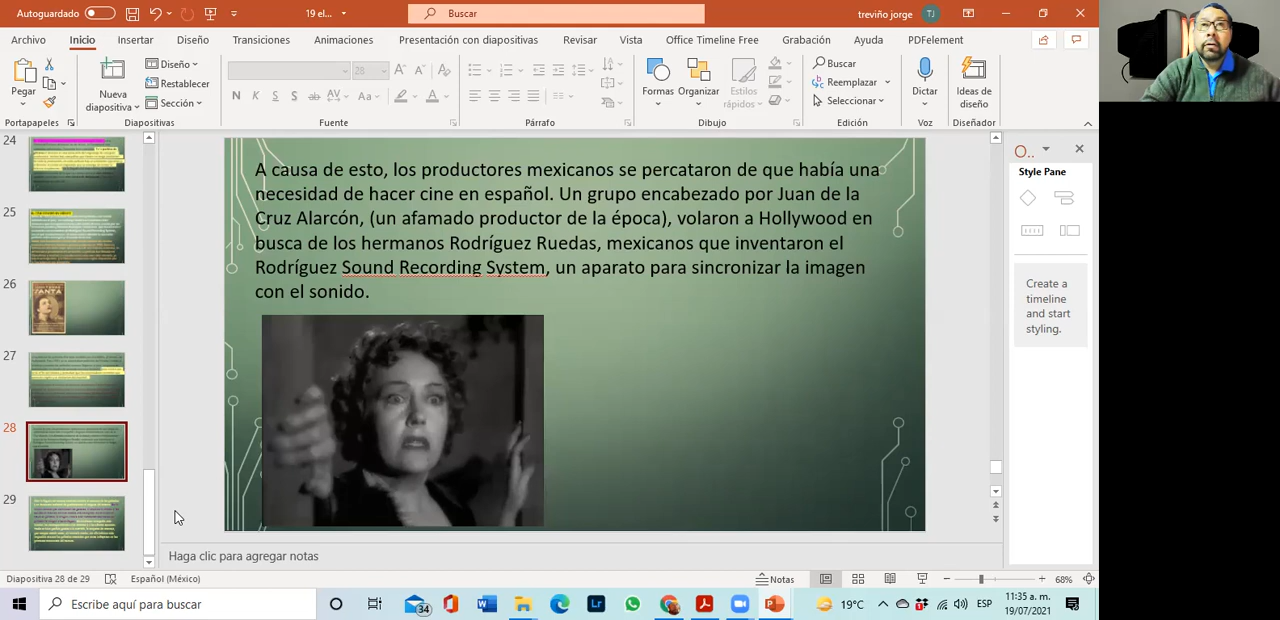 Autoguardado
19 el...
Buscar
treviño jorge
TJ
Archivo
Inicio
Insertar
Diseño
Transiciones
Animaciones
Presentación con diapositivas
Revisar
Vista
Office Timeline Free
Grabación
Ayuda
PDFelement
Pegar
Nueva
diapositiva
Diseño
Restablecer
Sección
28
N K S S ab AV Aa A
Formas
Organizar
Estilos
rápidos
Buscar
Reemplazar
Seleccionar
Dictar
Ideas de
diseño
Portapapeles
Diapositivas
Fuente
Párrafo
Dibujo
Edición
Voz
Diseñador
24
25
26
SANTA
27
28
29
A causa de esto, los productores mexicanos se percataron de que había una
necesidad de hacer cine en español. Un grupo encabezado por Juan de la
Cruz Alarcón, (un afamado productor de la época), volaron a Hollywood en
busca de los hermanos Rodríguez Ruedas, mexicanos que inventaron el
Rodríguez Sound Recording System, un aparato para sincronizar la imagen
con el sonido.
O..
Style Pane
Create a
timeline
and start
styling.
Haga clic para agregar notas
Diapositiva 28 de 29
Español (México)
Notas
68%
Escribe aquí para buscar
34
19°C
ESP
11:35 a. m.
19/07/2021